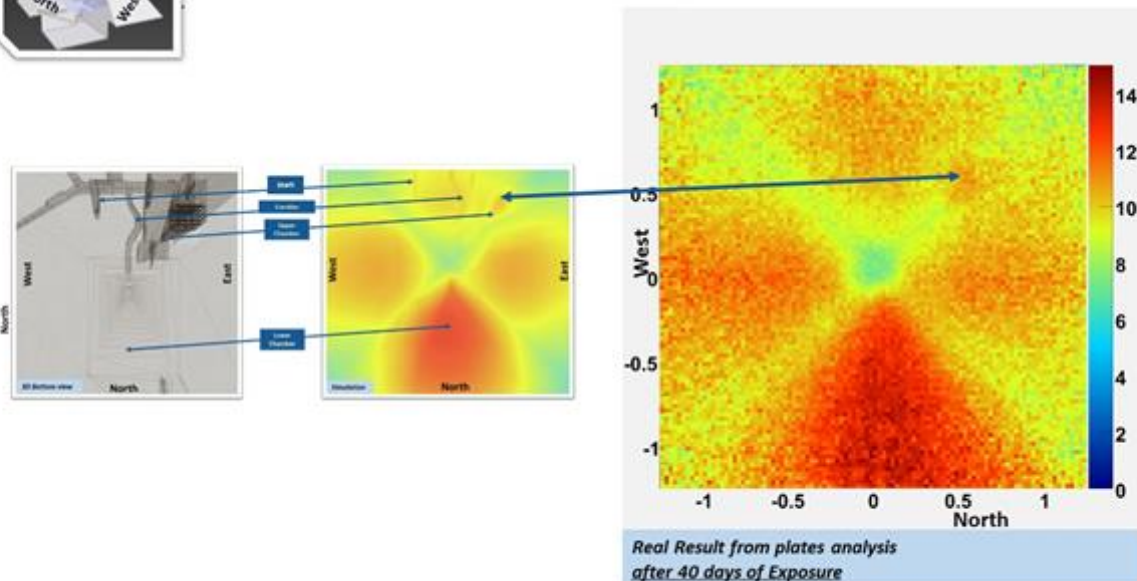 North
West
Shaft
Corridor
Upper
Chamber
Lower
Chamber
West
East
North
North
3D Bottom view
West
East
North
Simulation
1
0.5
0
-0.5
-1
West
-1
-0.5
0
0.5
1
North
14
12
10
8
6
4
2
0
Real Result from plates analysis
after 40 days of Exposure